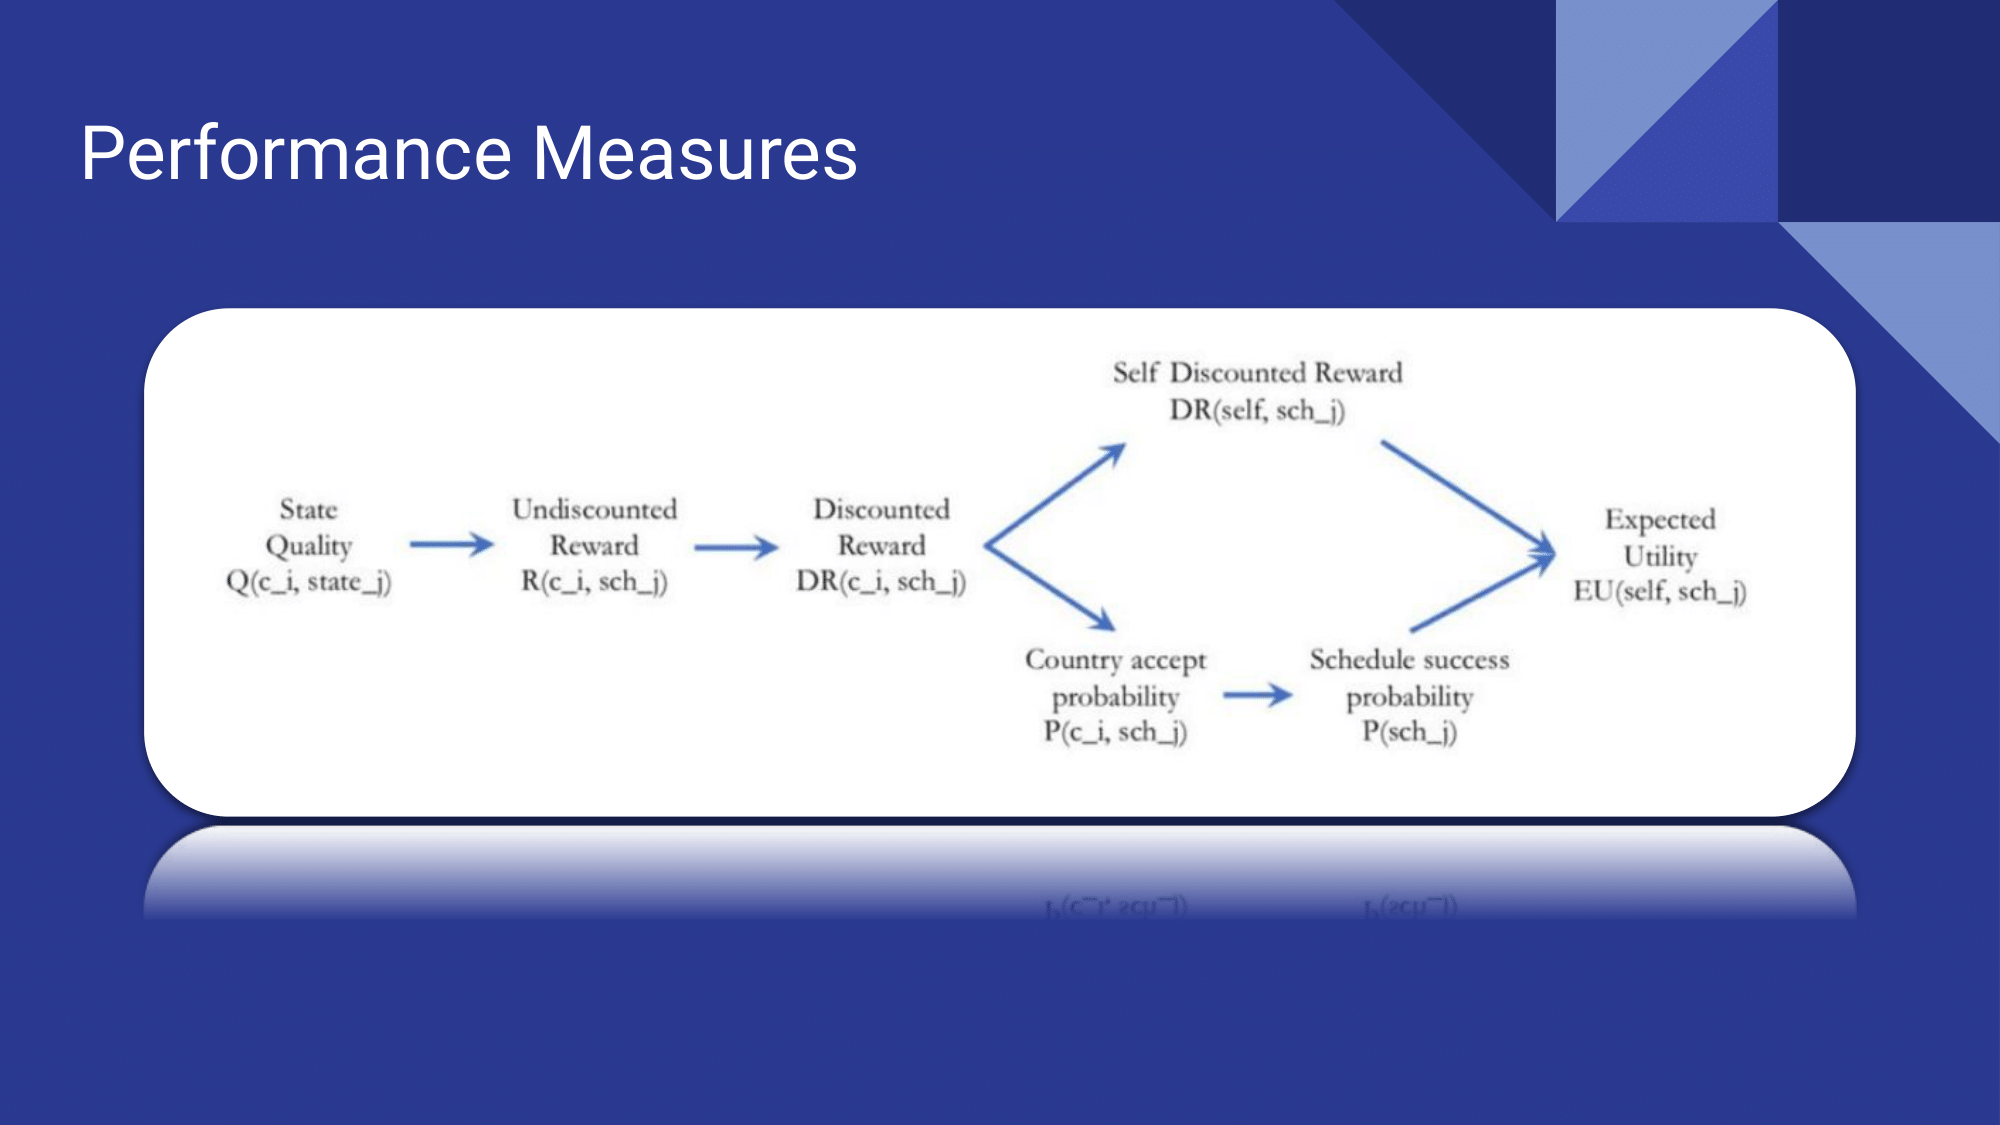 Performance Measures
State
Quality
Q(c_i, state_j)
Undiscounted
Reward
R(c_i, sch_j)
Discounted
Reward
DR(c_i, sch_j)
Self Discounted Reward
DR(self, sch_j)
Country accept
probability
P(c_i, sch_j)
Schedule success
probability
P(sch_j)
Expected
Utility
EU(self, sch_j)